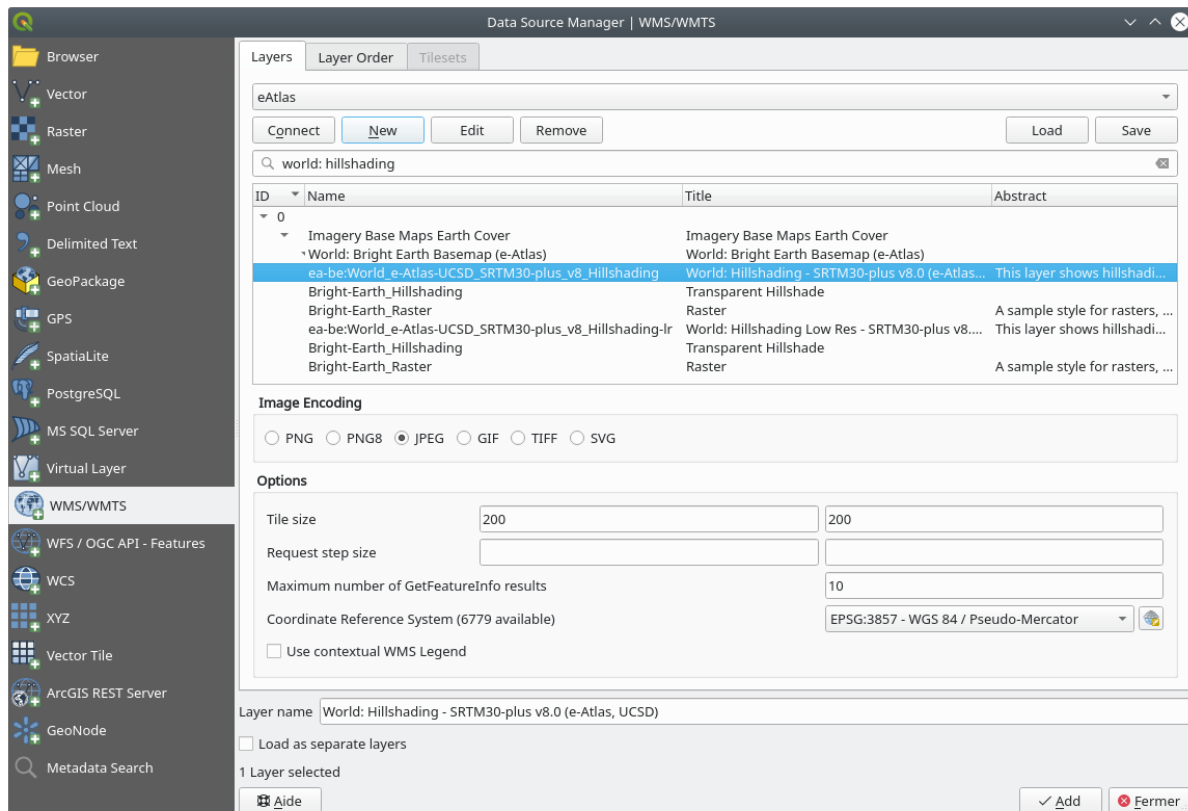 Data Source Manager | WMS/WMTS
Browser
Vector
Raster
Mesh
Point Cloud
Delimited Text
GeoPackage
GPS
SpatiaLite
PostgreSQL
MS SQL Server
Virtual Layer
WMS/WMTS
WFS / OGC API - Features
WCS
XYZ
Vector Tile
ArcGIS REST Server
GeoNode
Metadata Search
Layers Layer Order Tilesets
eAtlas
Connect New Edit Remove Load Save
world: hillshading
ID Name Title Abstract
0
Imagery Base Maps Earth Cover Imagery Base Maps Earth Cover
World: Bright Earth Basemap (e-Atlas) World: Bright Earth Basemap (e-Atlas)
ea-be:World_e-Atlas-UCSD_SRTM30-plus_v8_Hillshading World: Hillshading - SRTM30-plus v8.0 (e-Atlas... This layer shows hillshadi...
Bright-Earth_Hillshading Transparent Hillshade
Bright-Earth_Raster Raster A sample style for rasters, ...
ea-be:World_e-Atlas-UCSD_SRTM30-plus_v8_Hillshading-lr World: Hillshading Low Res - SRTM30-plus v8.... This layer shows hillshadi...
Bright-Earth_Hillshading Transparent Hillshade
Bright-Earth_Raster Raster A sample style for rasters, ...
Image Encoding
PNG PNG8 JPEG GIF TIFF SVG
Options
Tile size 200 200
Request step size
Maximum number of GetFeatureInfo results 10
Coordinate Reference System (6779 available) EPSG:3857 - WGS 84 / Pseudo-Mercator
Use contextual WMS Legend
Layer name World: Hillshading - SRTM30-plus v8.0 (e-Atlas, UCSD)
Load as separate layers
1 Layer selected
Aide Add Fermer